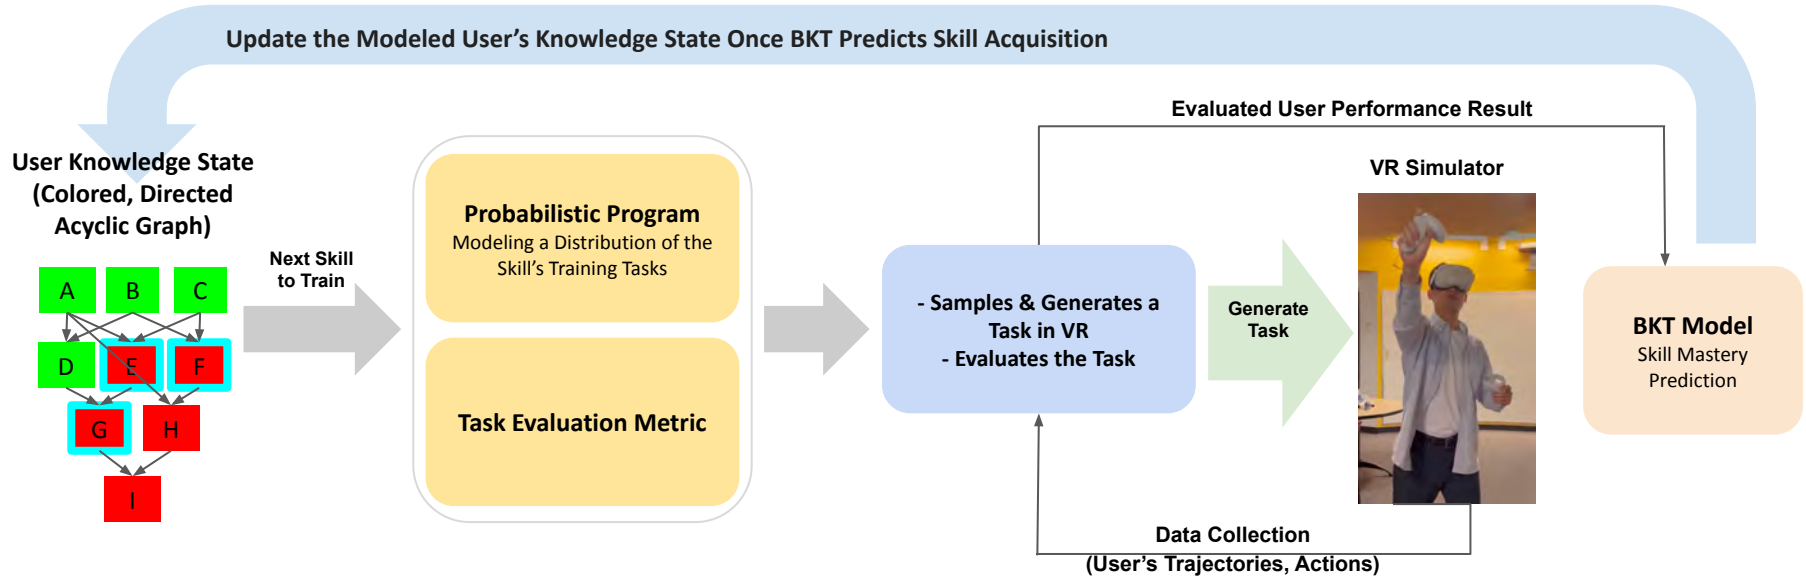 Update the Modeled User's Knowledge State Once BKT Predicts Skill Acquisition
User Knowledge State
(Colored, Directed
Acyclic Graph)
A B C
D E F
G H
I
Next Skill
to Train
Probabilistic Program
Modeling a Distribution of the
Skill's Training Tasks
Task Evaluation Metric
- Samples & Generates a
Task in VR
- Evaluates the Task
Evaluated User Performance Result
Generate
Task
VR Simulator
Data Collection
(User's Trajectories, Actions)
BKT Model
Skill Mastery
Prediction